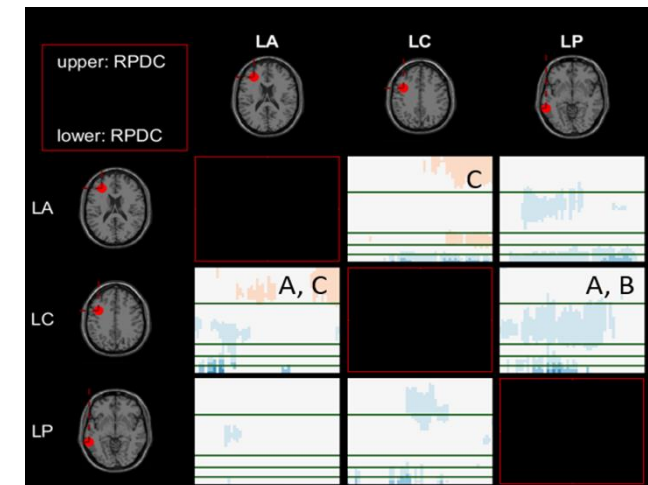 LA LC LP
upper: RPDC
lower: RPDC
LA
C
LC
A, C
A, B
LP